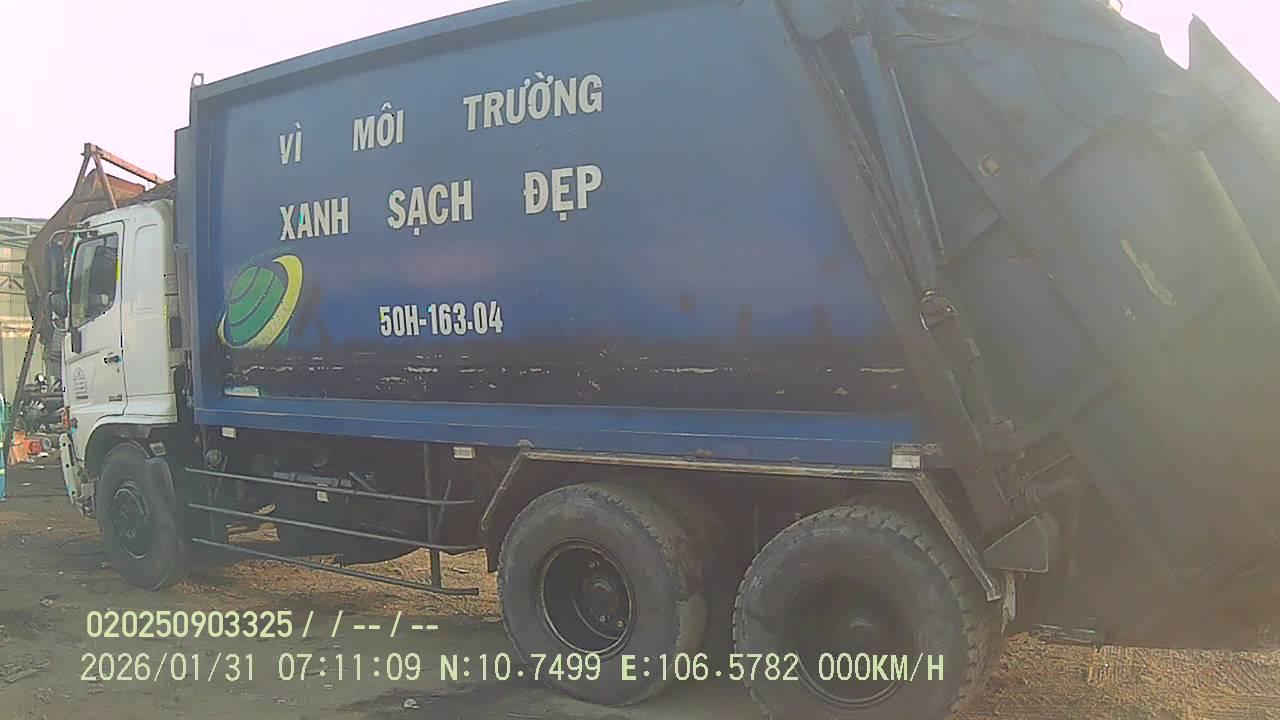 VÌ MÔI TRƯỜNG
XANH SẠCH ĐẸP
50H-163.04
020250903325/ / -- / --
2026/01/31 07:11:09 N:10.7499 E:106.5782 000KM/H